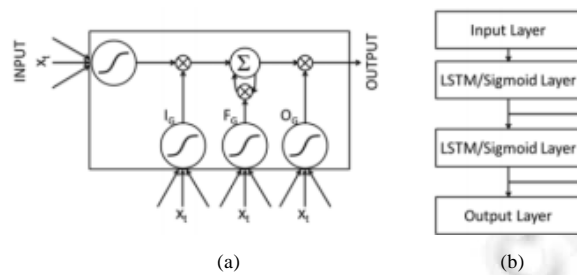 INPUT
x_t
I_G
F_G
O_G
Σ
OUTPUT
x_t
x_t
x_t
(a)
Input Layer
LSTM/Sigmoid Layer
LSTM/Sigmoid Layer
Output Layer
(b)